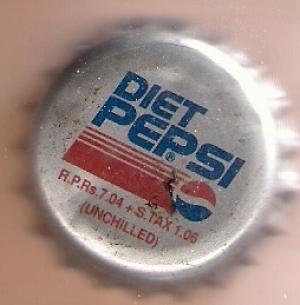 DIET
PEPSI
®
R.P.Rs.7.04 + S.TAX 1.06
(UNCHILLED)